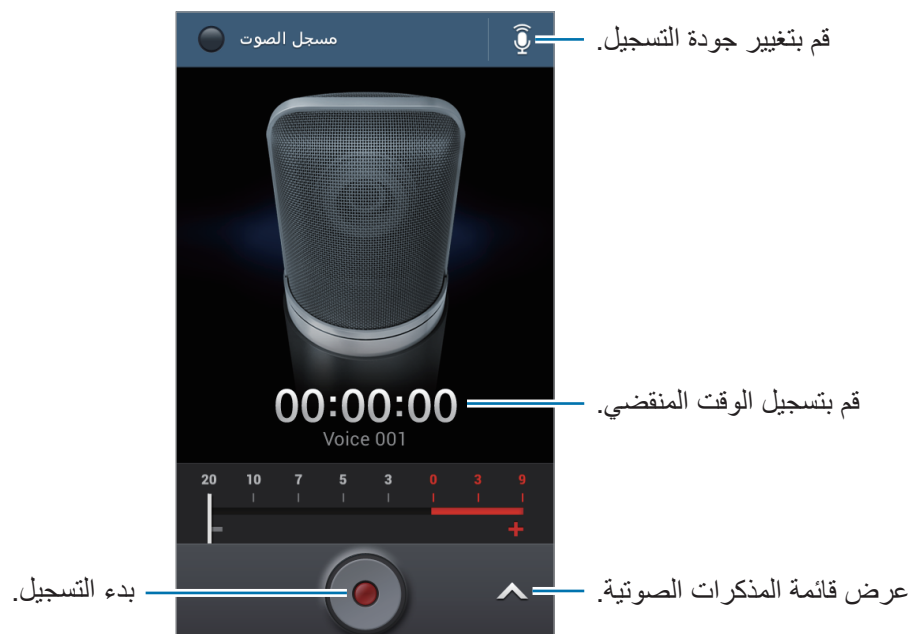 مسجل الصوت
قم بتغيير جودة التسجيل.
00:00:00
قم بتسجيل الوقت المنقضي.
Voice 001
20 10 7 5 3 0 3 9
- +
عرض قائمة المذكرات الصوتية.
بدء التسجيل.